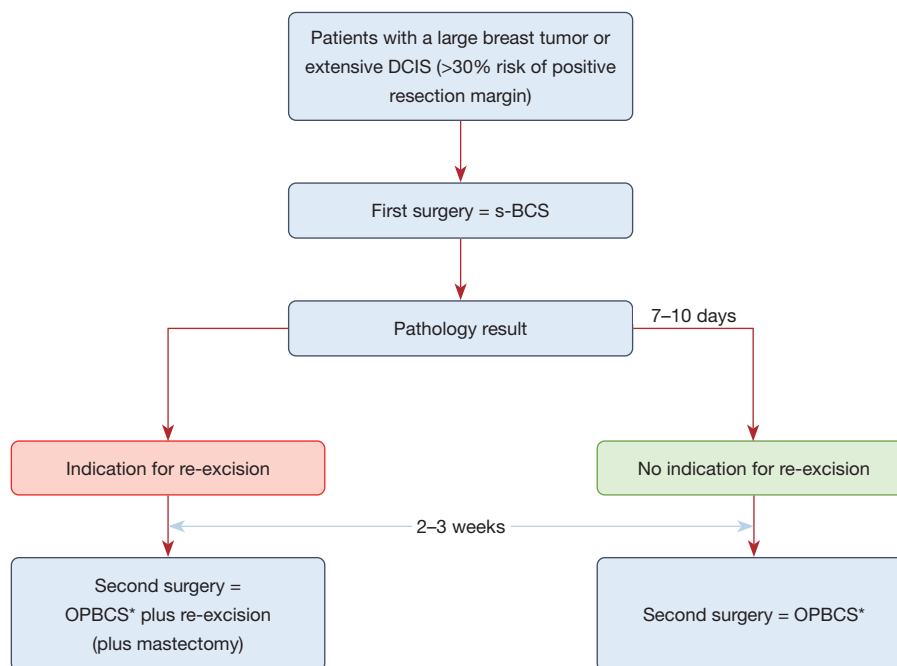 Patients with a large breast tumor or
extensive DCIS (>30% risk of positive
resection margin)
First surgery = s-BCS
Pathology result
7–10 days
Indication for re-excision
No indication for re-excision
2–3 weeks
Second surgery =
OPBCS* plus re-excision
(plus mastectomy)
Second surgery = OPBCS*